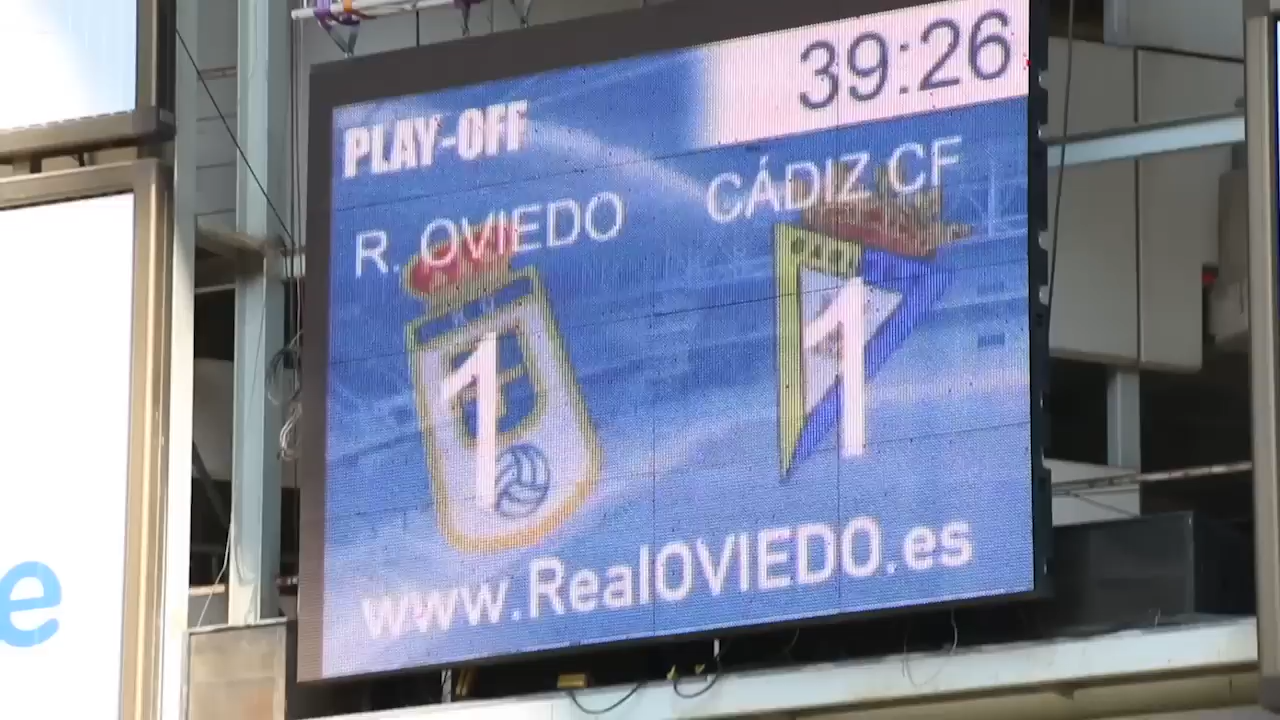 39:26
PLAY-OFF
R. OVIEDO CÁDIZ CF
1 1
www.RealOVIEDO.es
e